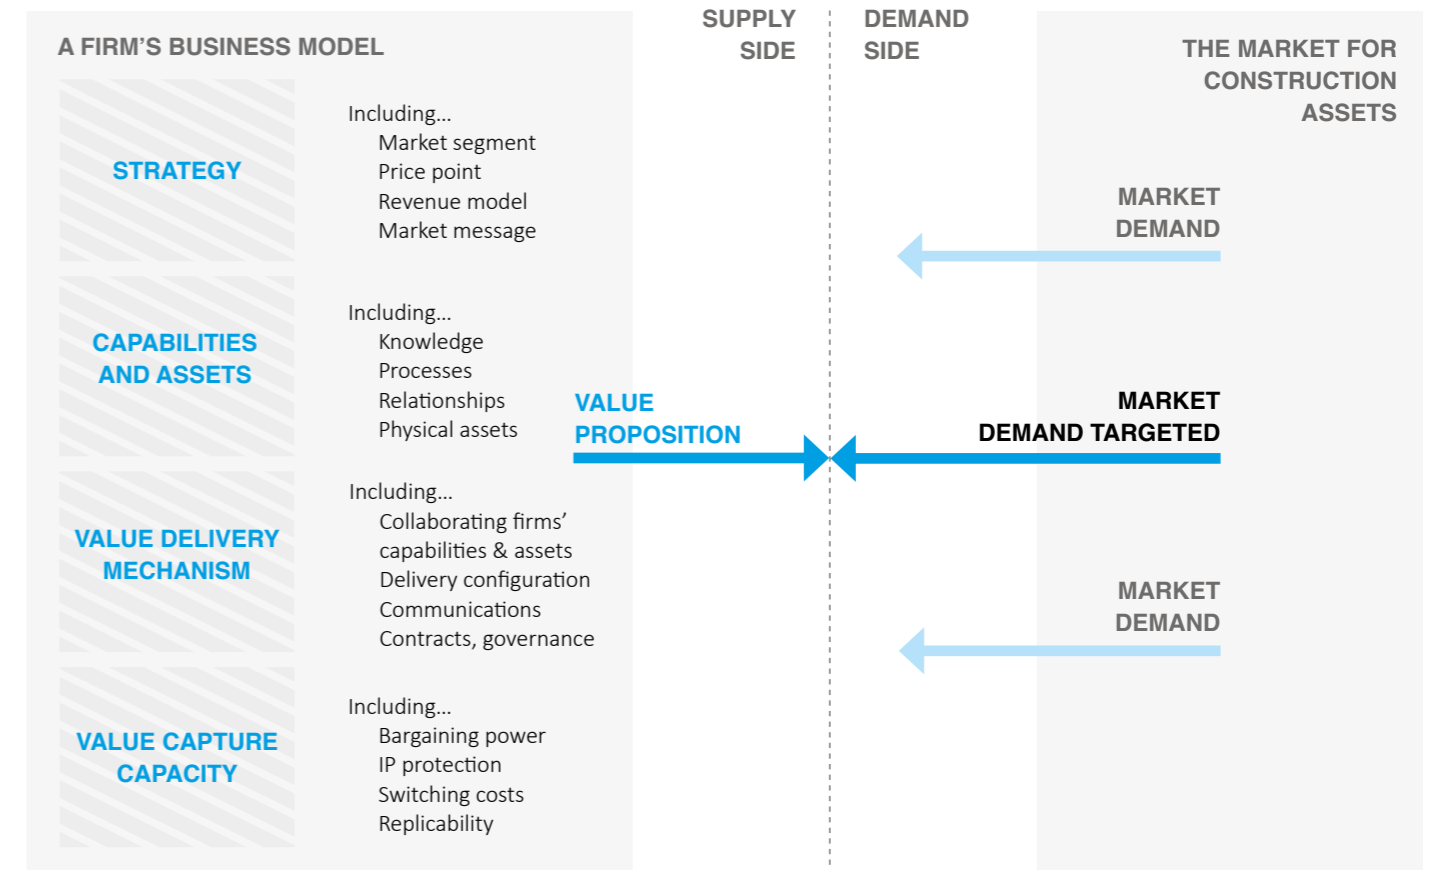 A FIRM’S BUSINESS MODEL
STRATEGY
Including...
Market segment
Price point
Revenue model
Market message
CAPABILITIES
AND ASSETS
Including...
Knowledge
Processes
Relationships
Physical assets
VALUE DELIVERY
MECHANISM
Including...
Collaborating firms’
capabilities & assets
Delivery configuration
Communications
Contracts, governance
VALUE CAPTURE
CAPACITY
Including...
Bargaining power
IP protection
Switching costs
Replicability
SUPPLY
SIDE
VALUE
PROPOSITION
DEMAND
SIDE
THE MARKET FOR
CONSTRUCTION
ASSETS
MARKET
DEMAND
MARKET
DEMAND TARGETED
MARKET
DEMAND